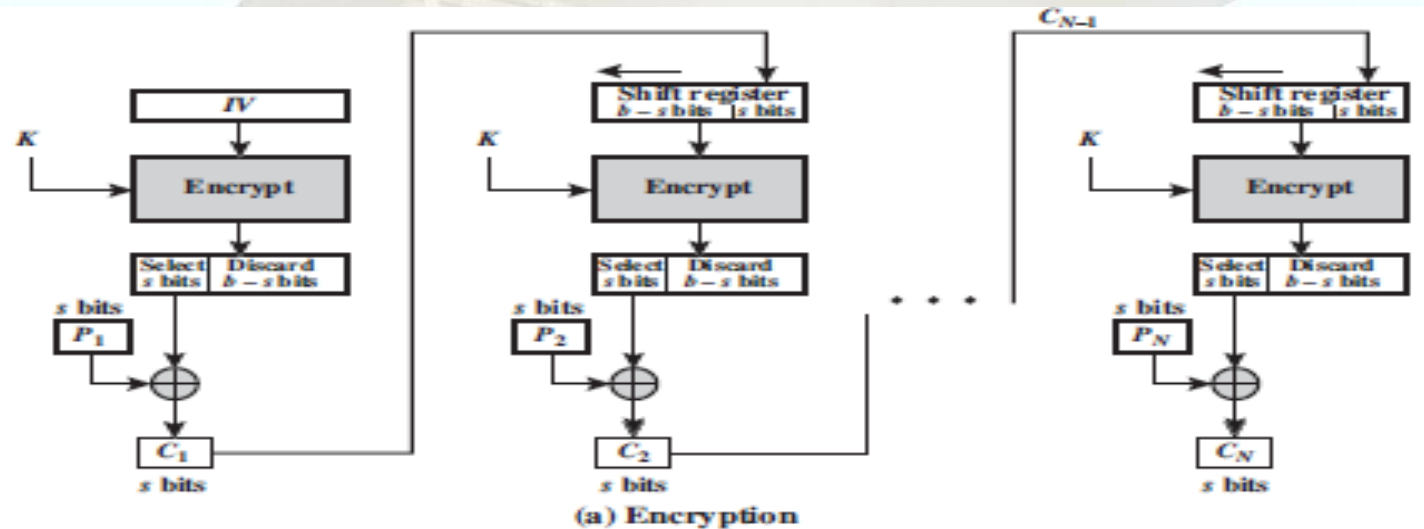 C_{N-1}
IV
Shift register
b – s bits | s bits
Shift register
b – s bits | s bits
K
K
K
Encrypt
Encrypt
Encrypt
Select
s bits
Discard
b – s bits
Select
s bits
Discard
b – s bits
Select
s bits
Discard
b – s bits
s bits
P_1
s bits
P_2
• • •
s bits
P_N
C_1
s bits
C_2
s bits
C_N
s bits
(a) Encryption